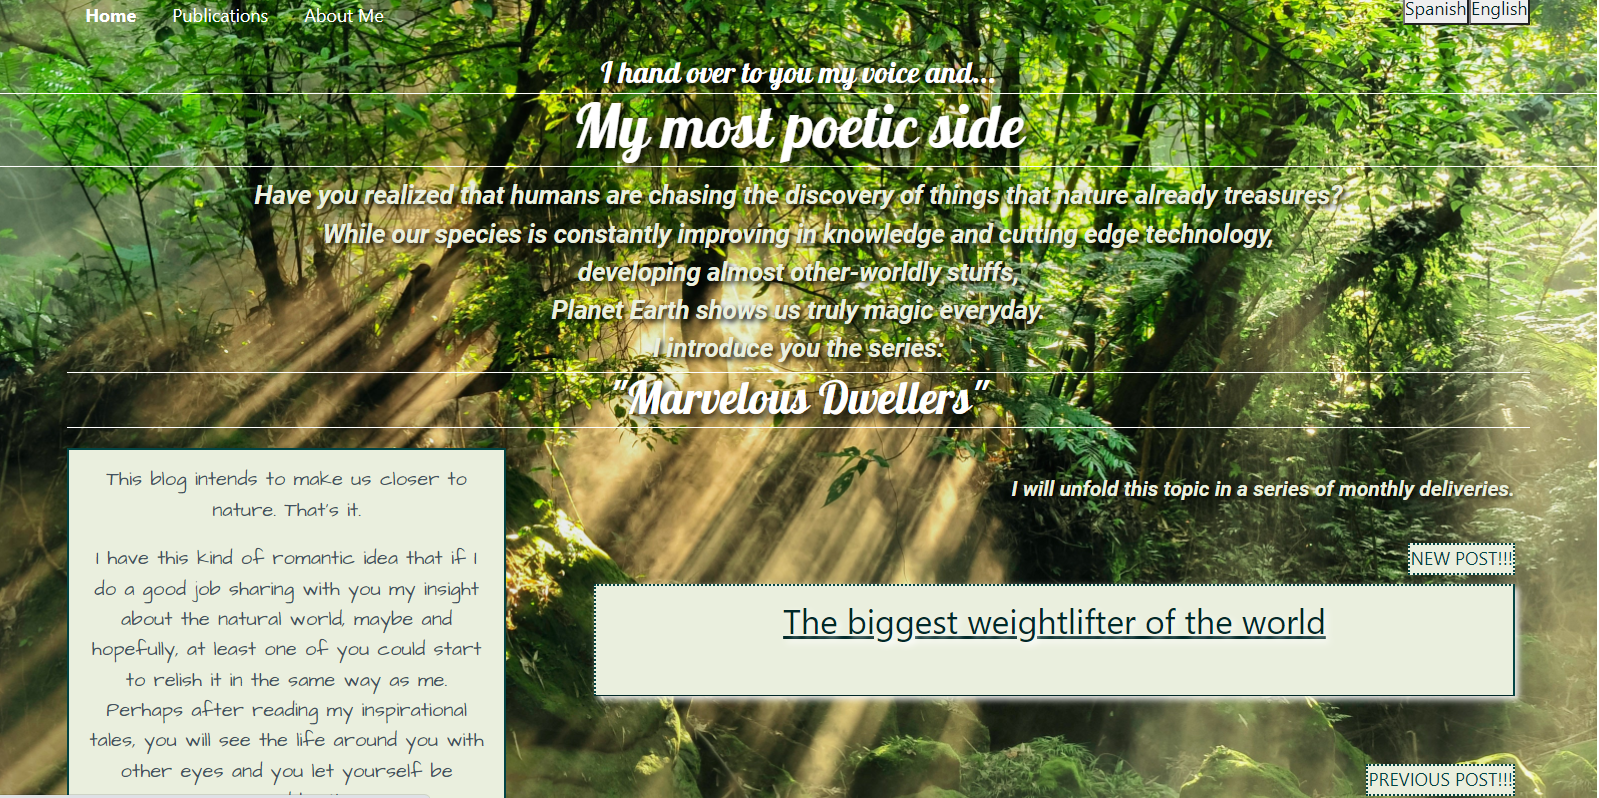 Home Publications About Me
Spanish English
I hand over to you my voice and...
My most poetic side
Have you realized that humans are chasing the discovery of things that nature already treasures?
While our species is constantly improving in knowledge and cutting edge technology,
developing almost other-worldly stuffs,
Planet Earth shows us truly magic everyday.
I introduce you the series:
"Marvelous Dwellers"
This blog intends to make us closer to
nature. That's it.
I have this kind of romantic idea that if I
do a good job sharing with you my insight
about the natural world, maybe and
hopefully, at least one of you could start
to relish it in the same way as me.
Perhaps after reading my inspirational
tales, you will see the life around you with
other eyes and you let yourself be
I will unfold this topic in a series of monthly deliveries.
NEW POST!!!
The biggest weightlifter of the world
PREVIOUS POST!!!